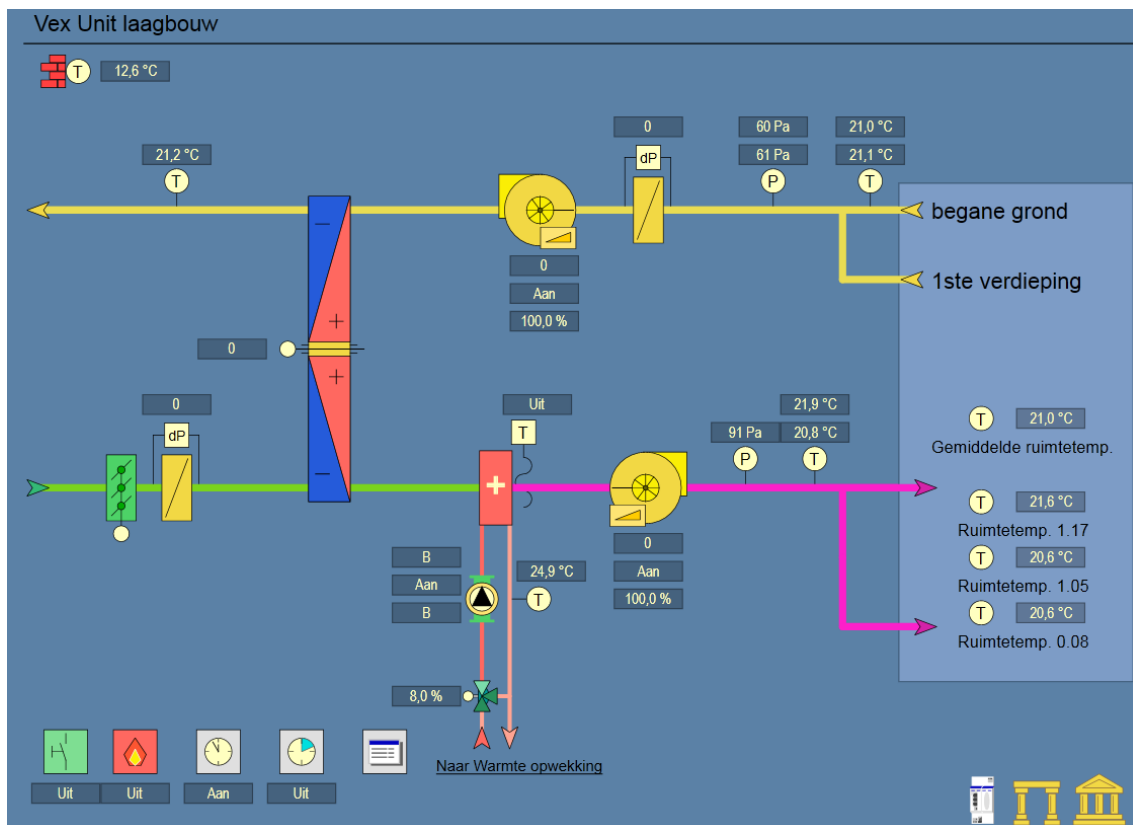 Vex Unit laagbouw
T
12,6 °C
0
60 Pa
21,0 °C
21,2 °C
dP
61 Pa
21,1 °C
T
P
T
begane grond
0
Aan
100,0 %
1ste verdieping
0
0
dP
Uit
T
21,9 °C
91 Pa
20,8 °C
P
T
T
21,0 °C
Gemiddelde ruimtetemp.
T
21,6 °C
Ruimtetemp. 1.17
B
Aan
B
24,9 °C
T
0
Aan
100,0 %
T
20,6 °C
Ruimtetemp. 1.05
T
20,6 °C
Ruimtetemp. 0.08
8,0 %
Naar Warmte opwekking
Uit
Uit
Aan
Uit